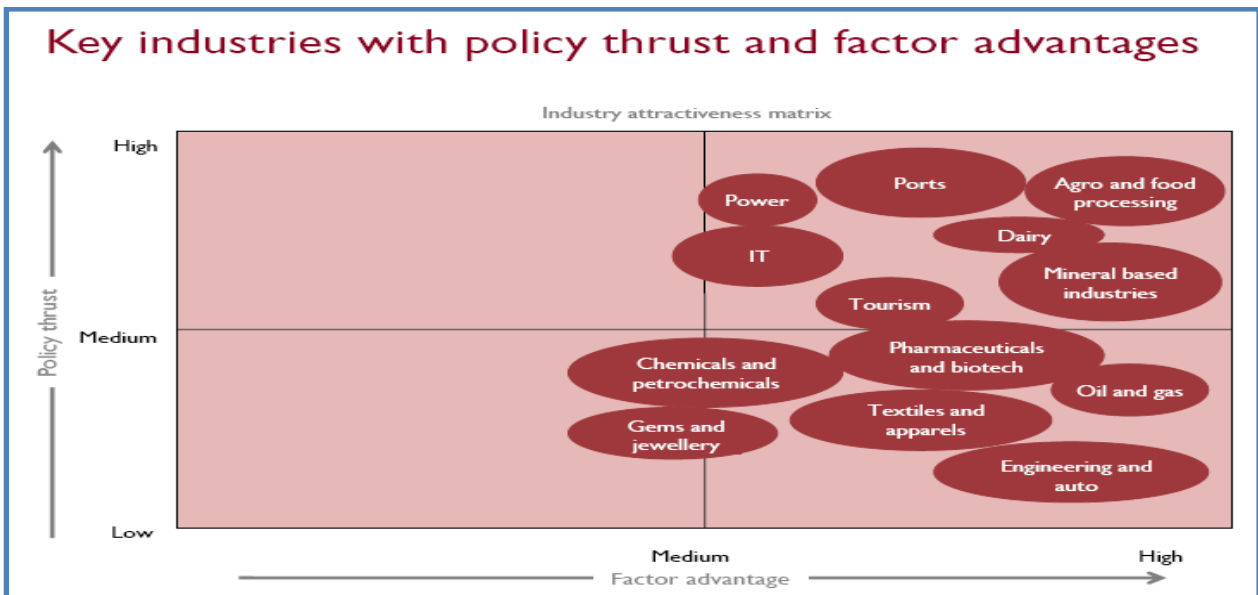 Key industries with policy thrust and factor advantages
Industry attractiveness matrix
High
Ports
Agro and food
processing
Power
Dairy
IT
Mineral based
industries
Tourism
Policy thrust
Medium
Pharmaceuticals
and biotech
Chemicals and
petrochemicals
Oil and gas
Textiles and
apparels
Gems and
jewellery
Engineering and
auto
Low
Medium
High
Factor advantage